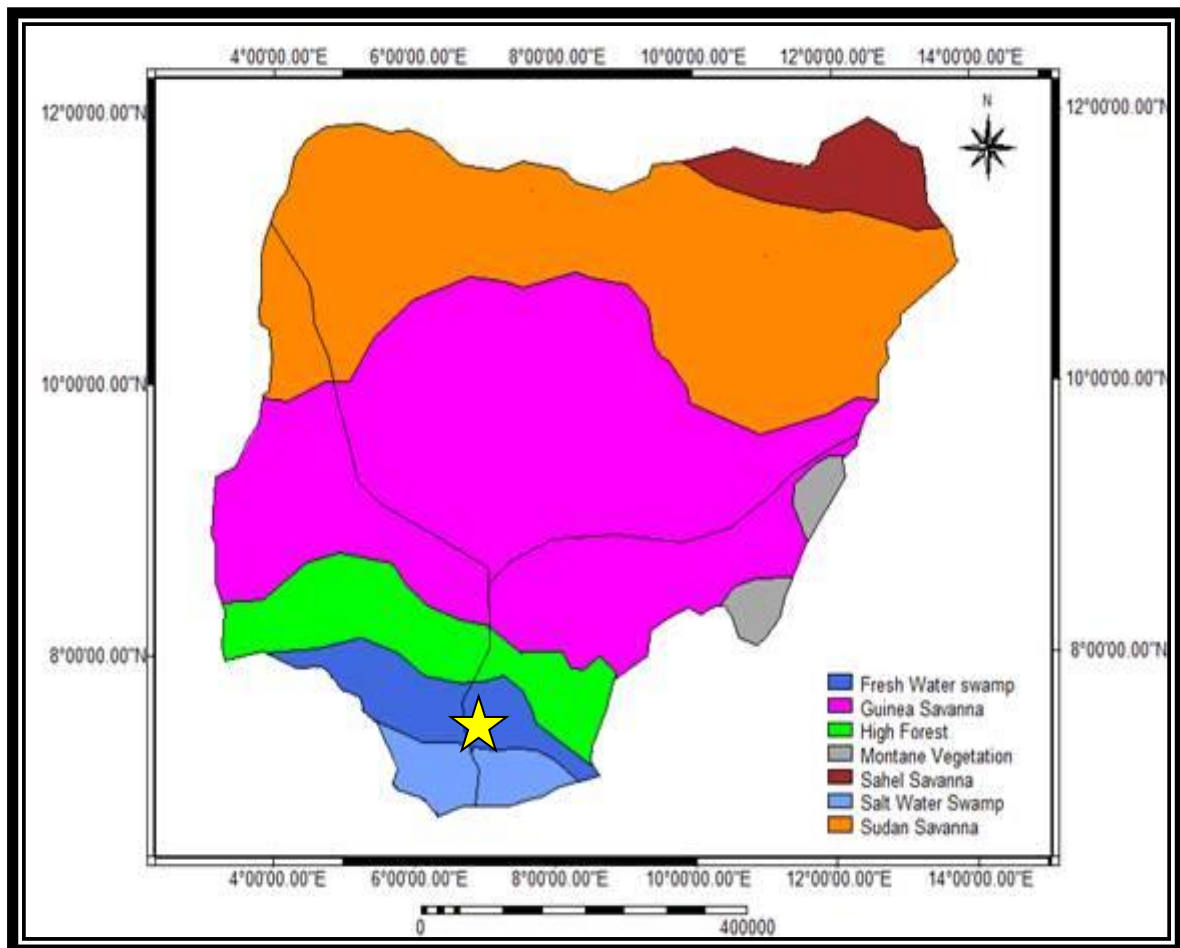 4°00'00.00"E 6°00'00.00"E 8°00'00.00"E 10°00'00.00"E 12°00'00.00"E 14°00'00.00"E
N
12°00'00.00"N
12°00'00.00"N
10°00'00.00"N
10°00'00.00"N
8°00'00.00"N
8°00'00.00"N
Fresh Water swamp
Guinea Savanna
High Forest
Montane Vegetation
Sahel Savanna
Salt Water Swamp
Sudan Savanna
4°00'00.00"E 6°00'00.00"E 8°00'00.00"E 10°00'00.00"E 12°00'00.00"E 14°00'00.00"E
0 400000